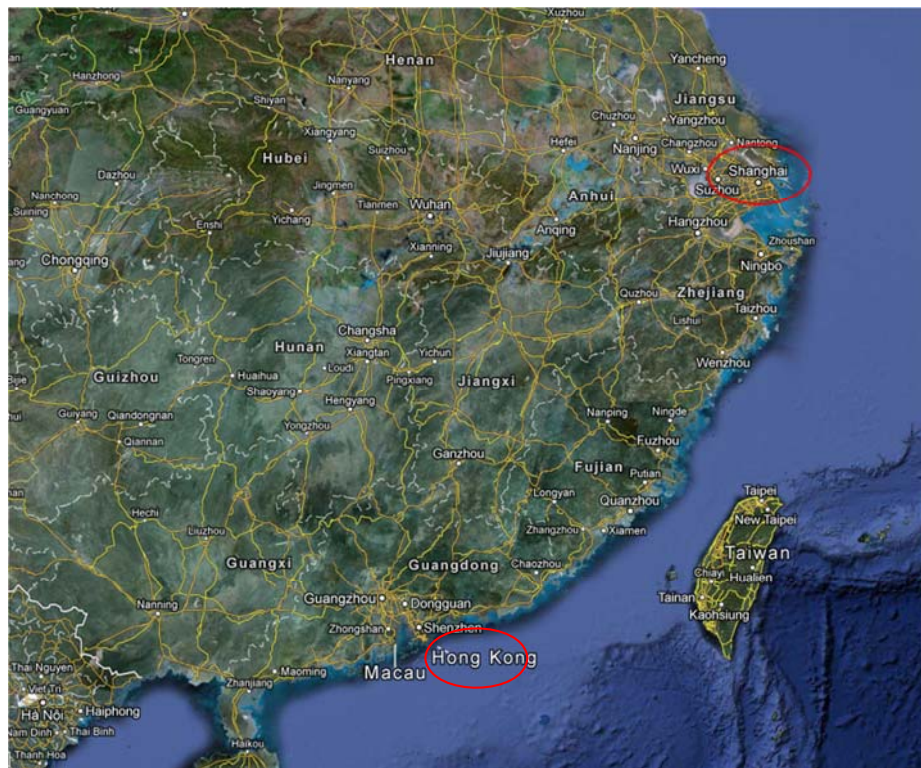 Xuzhou
Henan
Hanzhong
Nanyang
Yancheng
Guangyuan
Shiyan
Jiangsu
Chuzhou
Yangzhou
Xiangyang
Hefei
Changzhou
Nantong
Suizhou
Nanjing
Hubei
Wuxi
Shanghai
Dazhou
Jingmen
Suzhou
Nanchong
Tianmen
Wuhan
Anhui
Suining
Enshi
Yichang
Anqing
Hangzhou
Xianning
Zhoushan
Chongqing
Jiujiang
Ningbo
Quzhou
Zhejiang
Taizhou
Changsha
Lishui
Hunan
Xiangtan
Yichun
Tongren
Loudi
Wenzhou
Guizhou
Huaihua
Pingxiang
Jiangxi
Bijie
Shaoyang
Hengyang
Guiyang
Qiandongnan
Nanping
Ningde
Yongzhou
Qiannan
Fuzhou
Ganzhou
Fujian
Putian
Longyan
Taipei
Quanzhou
Hechi
New Taipei
Liuzhou
Zhangzhou
Xiamen
Taiwan
Guangxi
Guangdong
Chaozhou
Chiayi
Hualien
Tainan
Guangzhou
Dongguan
Nanning
Kaohsiung
Zhongshan
Shenzhen
Hong Kong
Macau
Maoming
Thai Nguyen
Zhanjiang
Viet Tri
Hà Nội
Haiphong
Nam Dinh
Thai Binh
Haikou
Thanh Hoa